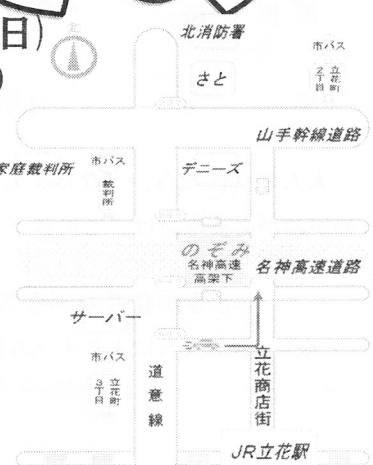 日)
)
北
北消防署
市バス
立花町
2丁目
さと
山手幹線道路
家庭裁判所
市バス
裁判所
デニーズ
のぞみ
名神高速
高架下
名神高速道路
サーバー
市バス
立花町
3丁目
道意線
立花商店街
JR立花駅